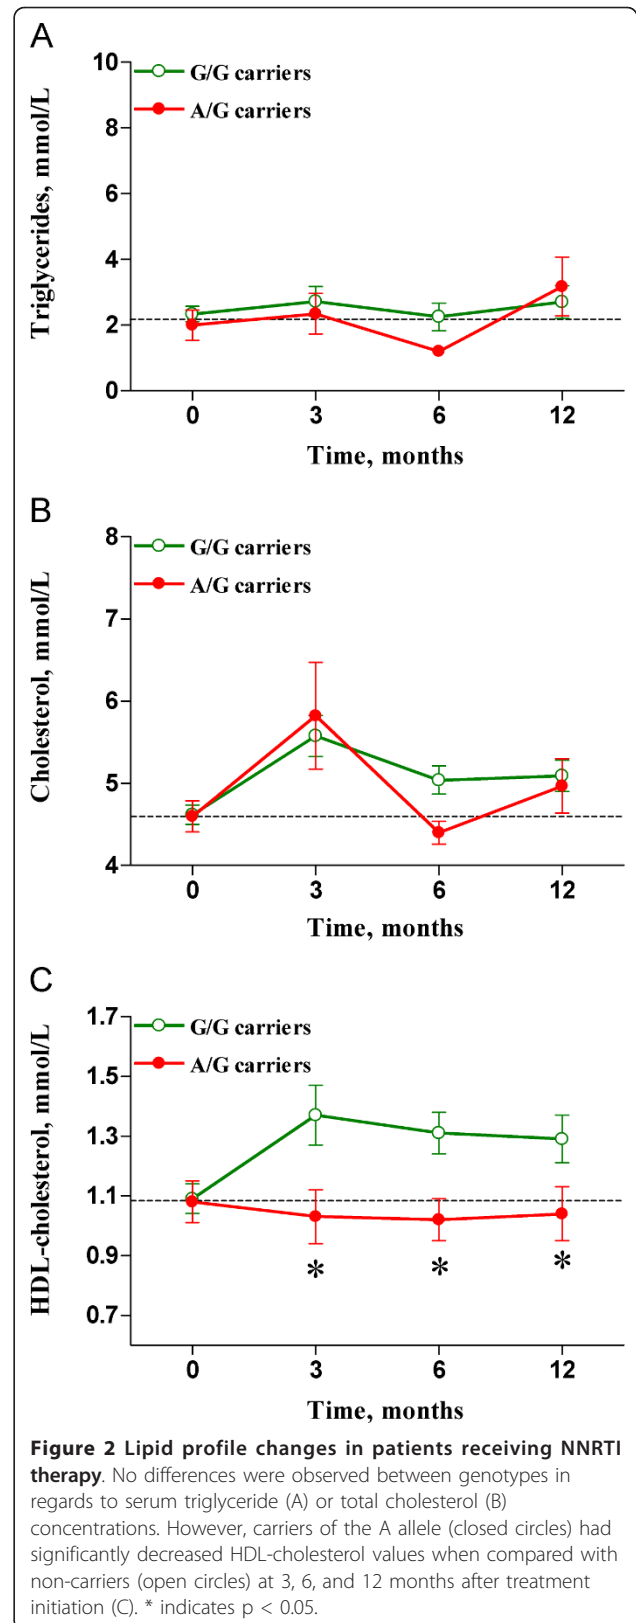 A
Triglycerides, mmol/L
10
8
6
4
2
0
G/G carriers
A/G carriers
0 3 6 12
Time, months
B
Cholesterol, mmol/L
8
7
6
5
4
G/G carriers
A/G carriers
0 3 6 12
Time, months
C
HDL-cholesterol, mmol/L
1.7
1.5
1.3
1.1
0.9
0.7
G/G carriers
A/G carriers
* * *
0 3 6 12
Time, months
Figure 2 Lipid profile changes in patients receiving NNRTI
therapy. No differences were observed between genotypes in
regards to serum triglyceride (A) or total cholesterol (B)
concentrations. However, carriers of the A allele (closed circles) had
significantly decreased HDL-cholesterol values when compared with
non-carriers (open circles) at 3, 6, and 12 months after treatment
initiation (C). * indicates p < 0.05.